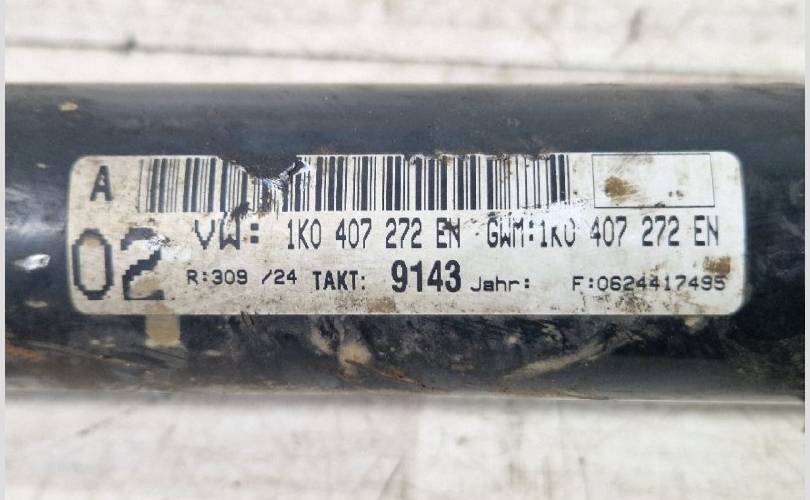 A
VW: 1K0 407 272 EN GWM:1K0 407 272 EN
02
R:309 /24 TAKT: 9143 Jahr: F:0624417495